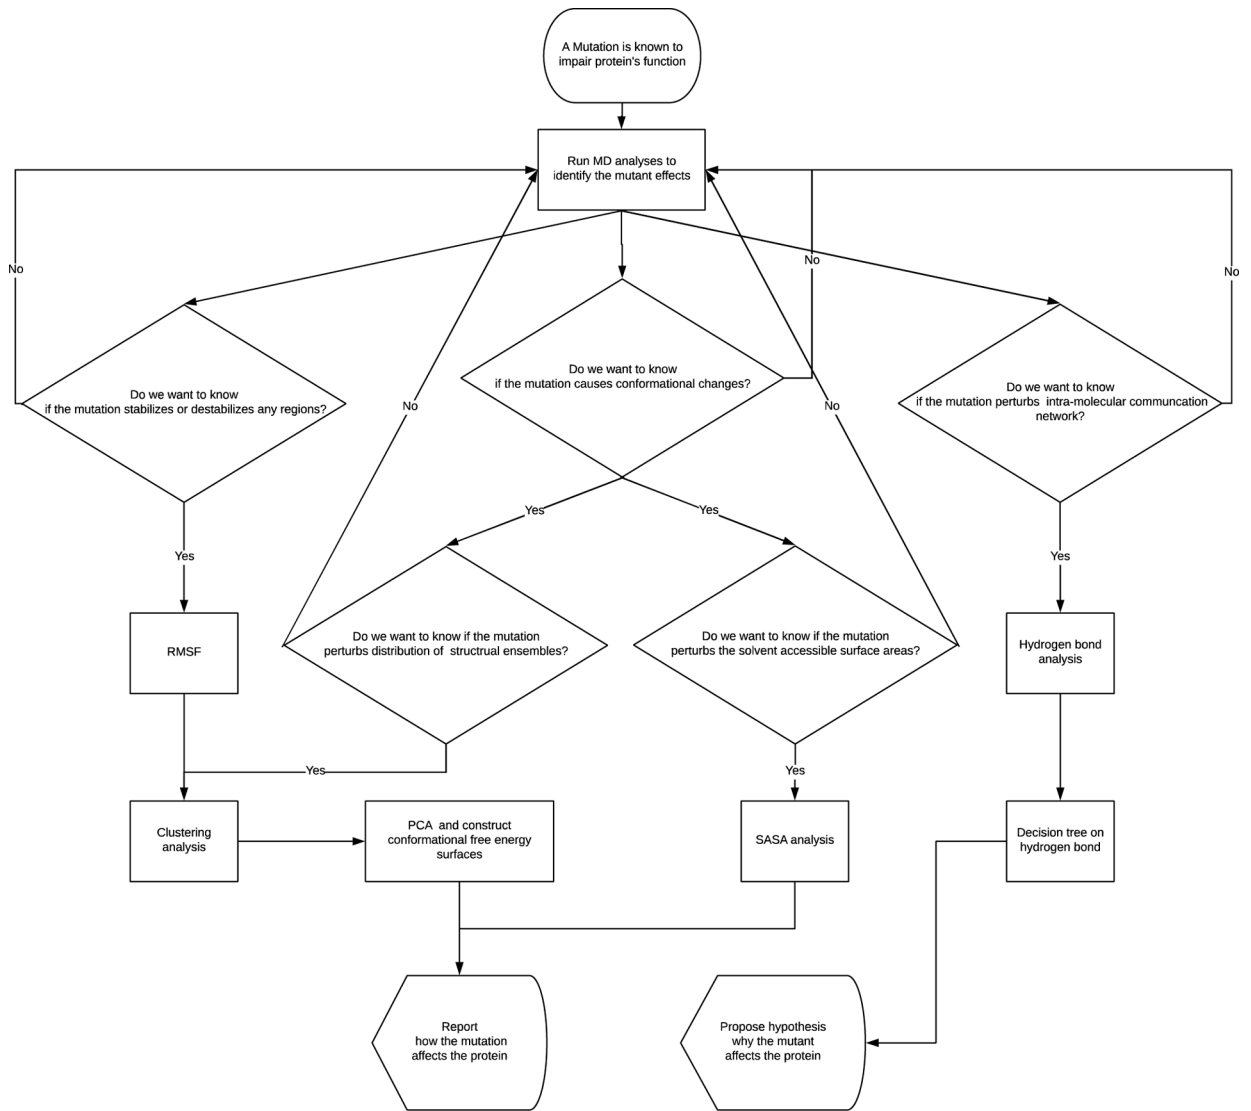 A Mutation is known to
impair protein's function
Run MD analyses to
identify the mutant effects
No
No
No
Do we want to know
if the mutation stabilizes or destabilizes any regions?
Do we want to know
if the mutation causes conformational changes?
Do we want to know
if the mutation perturbs intra-molecular communcation
network?
No
No
Yes
Yes
Yes
Yes
RMSF
Do we want to know if the mutation
perturbs distribution of structrual ensembles?
Do we want to know if the mutation
perturbs the solvent accessible surface areas?
Hydrogen bond
analysis
Yes
Yes
Clustering
analysis
PCA and construct
conformational free energy
surfaces
SASA analysis
Decision tree on
hydrogen bond
Report
how the mutation
affects the protein
Propose hypothesis
why the mutant
affects the protein